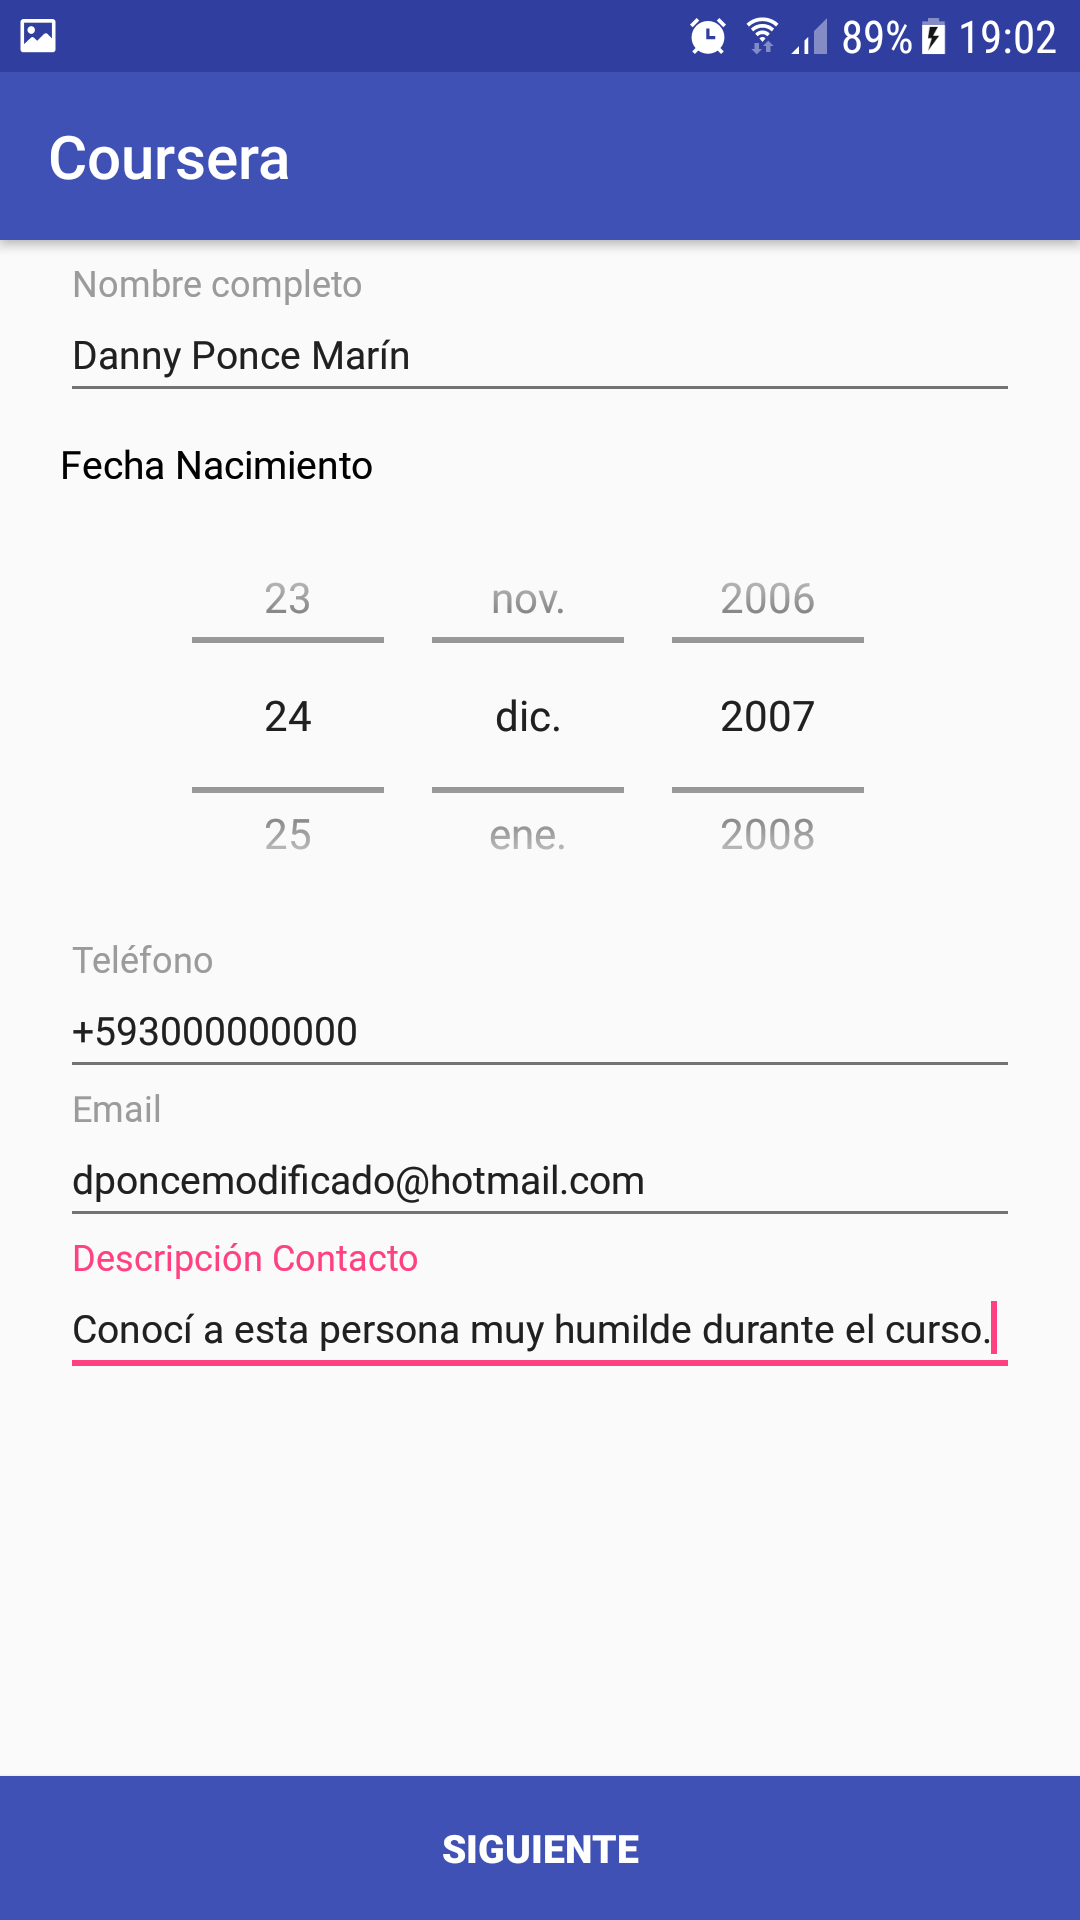 89% 19:02
Coursera
Nombre completo
Danny Ponce Marín
Fecha Nacimiento
23 nov. 2006
24 dic. 2007
25 ene. 2008
Teléfono
+593000000000
Email
dponcemodificado@hotmail.com
Descripción Contacto
Conocí a esta persona muy humilde durante el curso.
SIGUIENTE